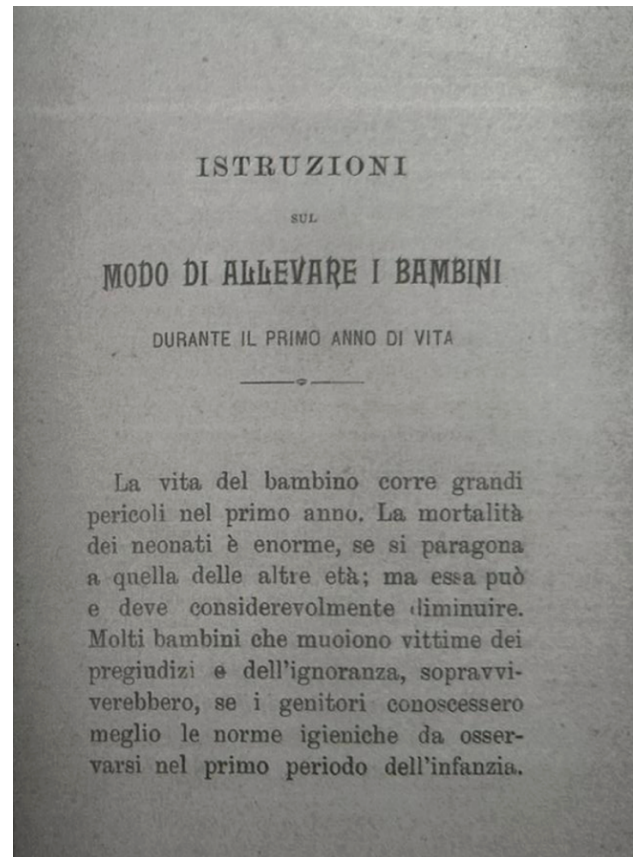 ISTRUZIONI
SUL
MODO DI ALLEVARE I BAMBINI
DURANTE IL PRIMO ANNO DI VITA
La vita del bambino corre grandi
pericoli nel primo anno. La mortalità
dei neonati è enorme, se si paragona
a quella delle altre età; ma essa può
e deve considerevolmente diminuire.
Molti bambini che muoiono vittime dei
pregiudizi e dell'ignoranza, sopravvi-
verebbero, se i genitori conoscessero
meglio le norme igieniche da osser-
varsi nel primo periodo dell'infanzia.